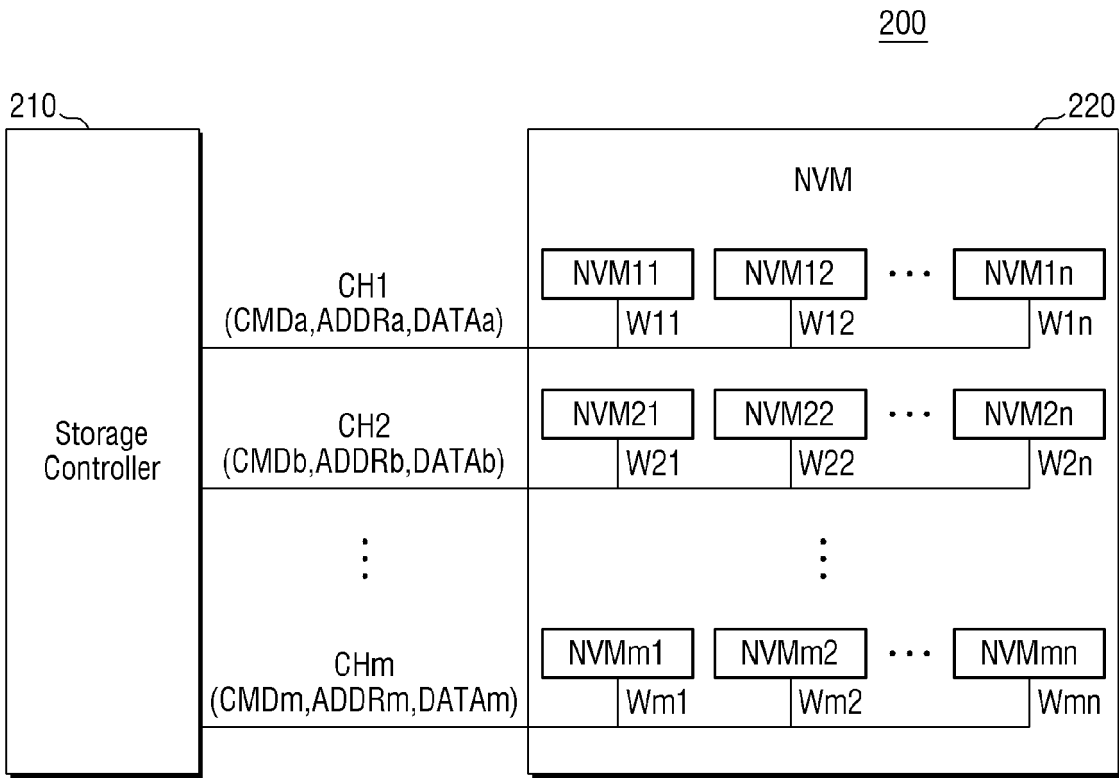 200
210
220
NVM
NVM11 NVM12 ... NVM1n
CH1
(CMDa,ADDRa,DATAa)
W11 W12 W1n
NVM21 NVM22 ... NVM2n
Storage
Controller
CH2
(CMDb,ADDRb,DATAb)
W21 W22 W2n
NVMm1 NVMm2 ... NVMmn
CHm
(CMDm,ADDRm,DATAm)
Wm1 Wm2 Wmn